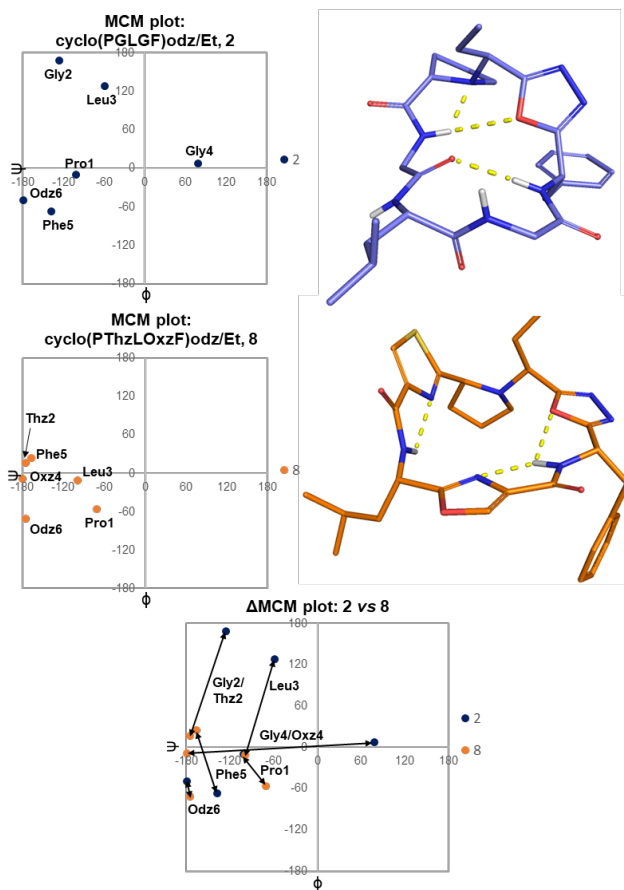 MCM plot:
cyclo(PGLGF)odz/Et, 2
180
120
60
0
-60
-120
-180
-180
-120
-60
0
60
120
180
Gly2
Leu3
Pro1
Gly4
Odz6
Phe5
2
ψ
ϕ
MCM plot:
cyclo(PThzLOxzF)odz/Et, 8
180
120
60
0
-60
-120
-180
-180
-120
-60
0
60
120
180
Thz2
Phe5
Oxz4
Leu3
Odz6
Pro1
8
ψ
ϕ
ΔMCM plot: 2 vs 8
180
120
60
0
-60
-120
-180
-180
-120
-60
0
60
120
180
Gly2/
Thz2
Leu3
Gly4/Oxz4
Phe5
Pro1
Odz6
2
8
ψ
ϕ